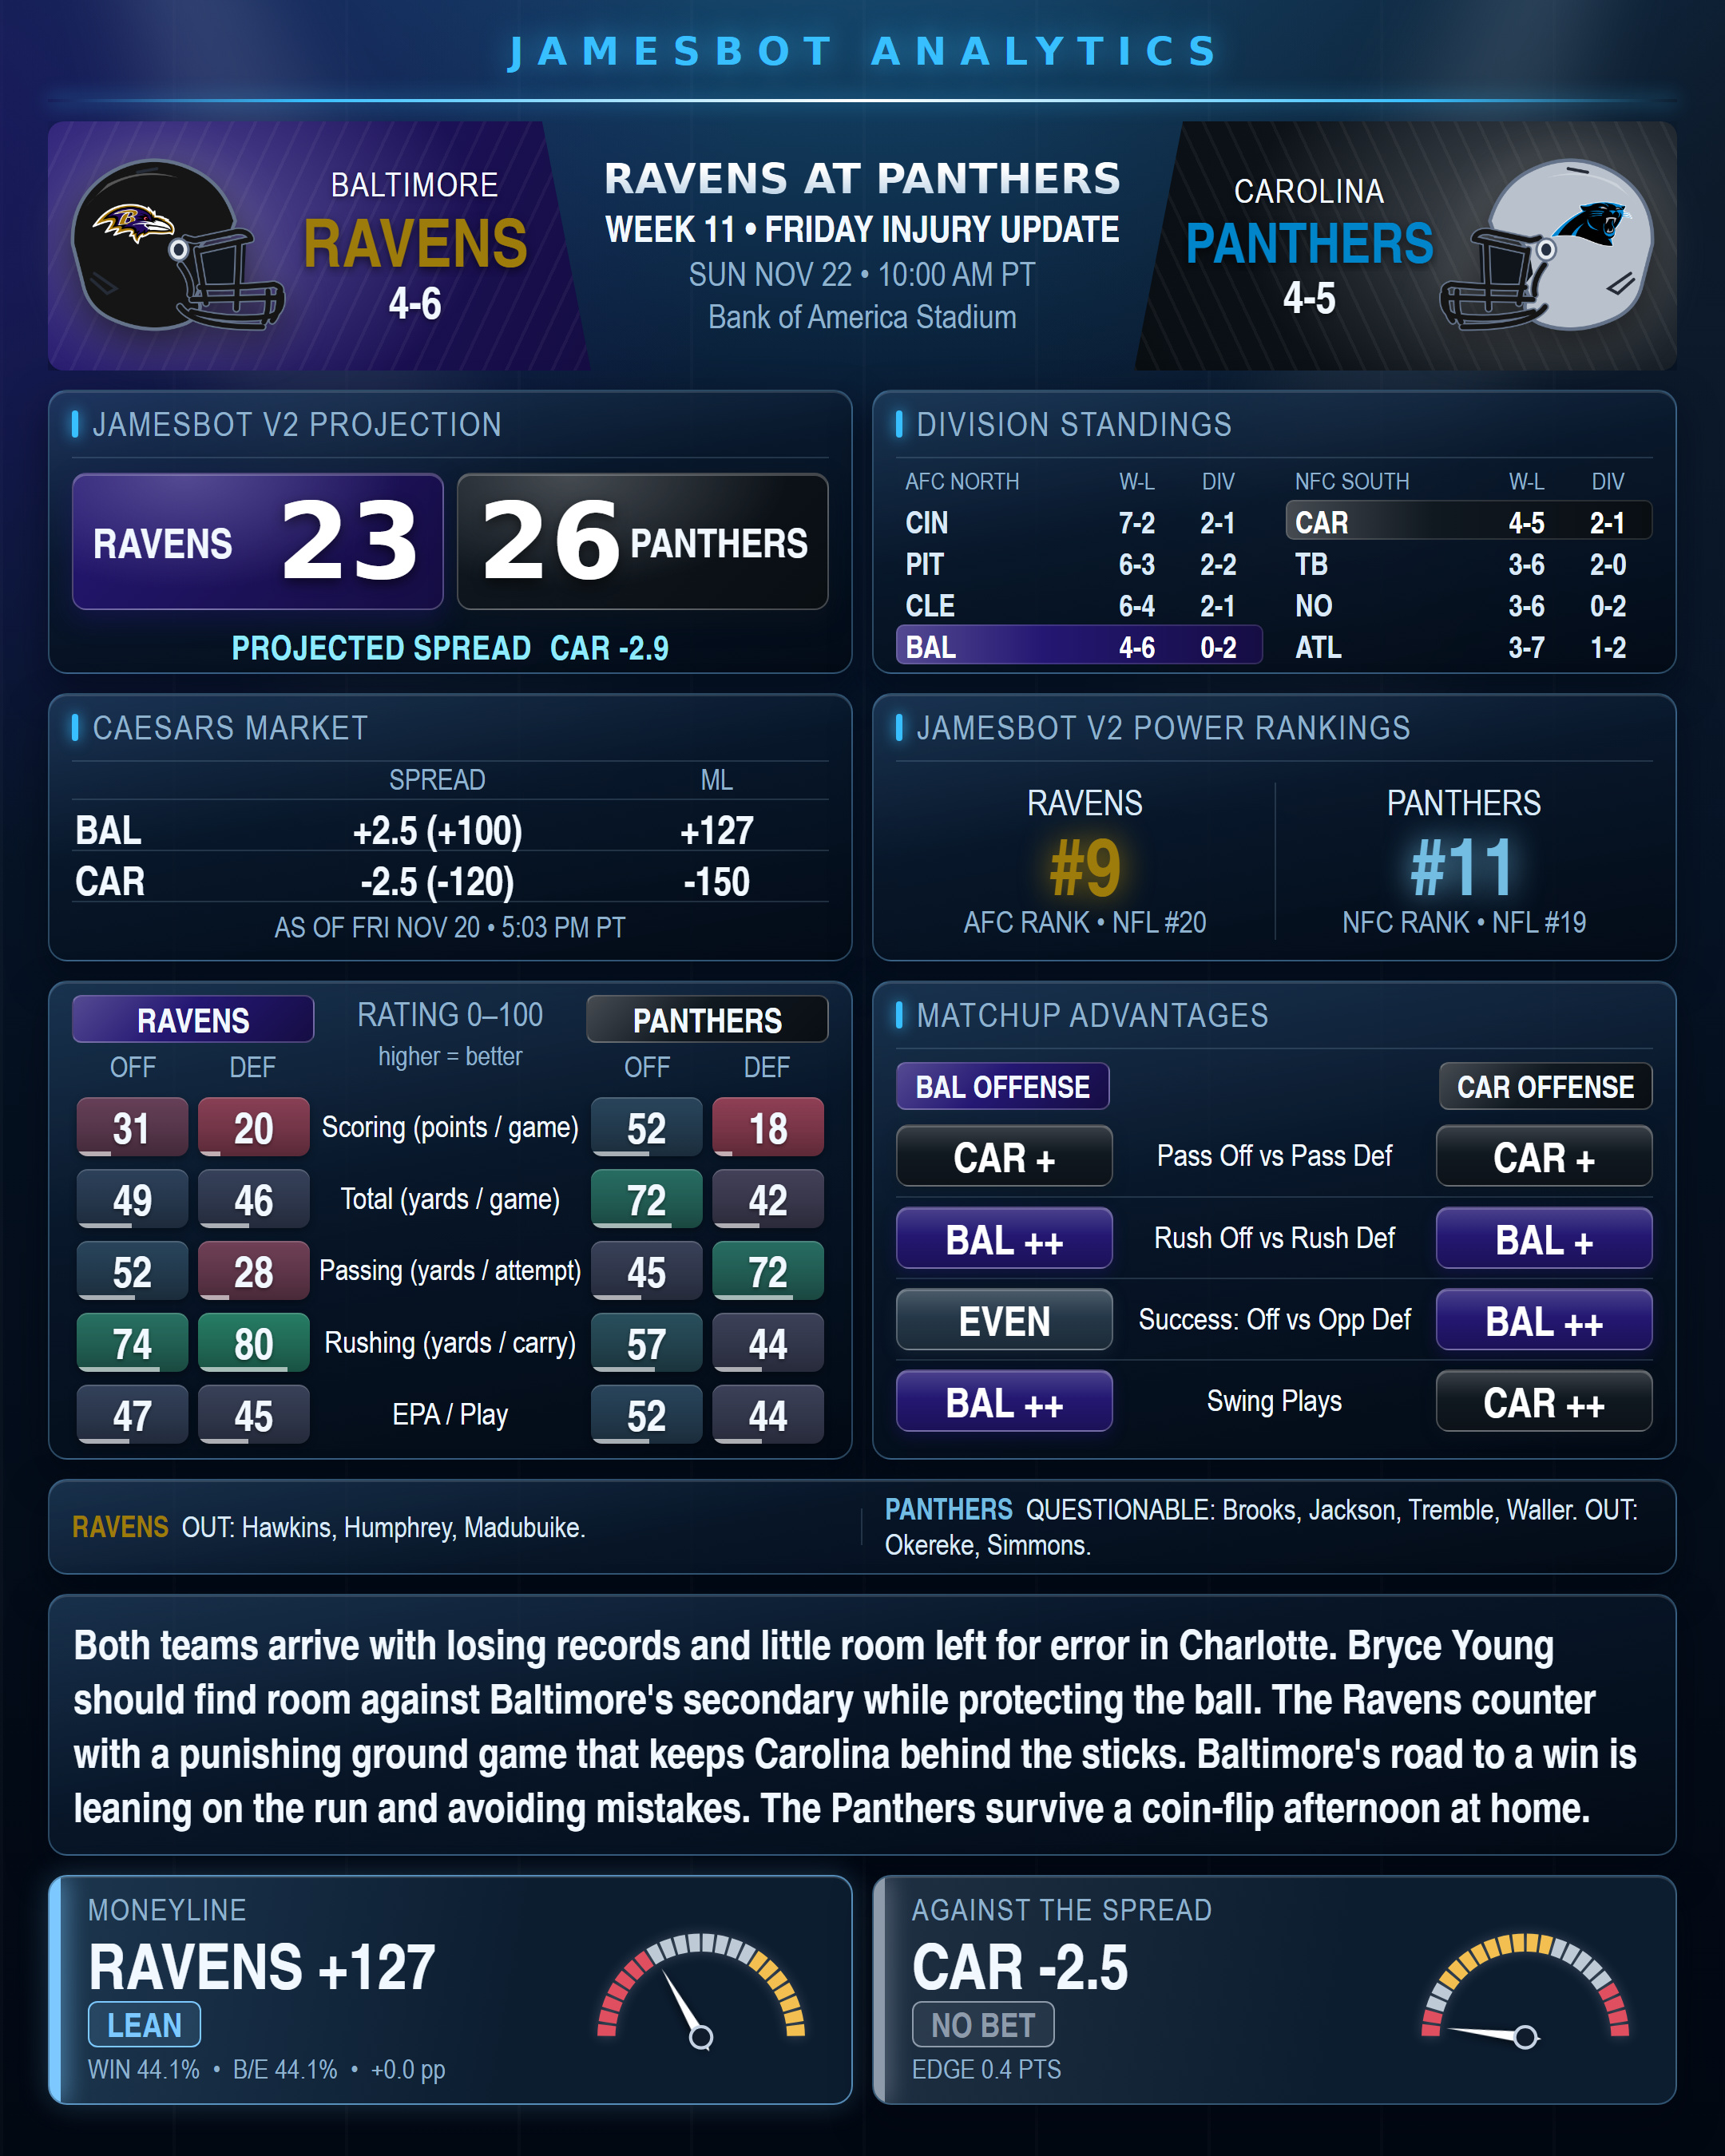 JAMESBOT ANALYTICS
BALTIMORE
RAVENS
4-6
RAVENS AT PANTHERS
WEEK 11 • FRIDAY INJURY UPDATE
SUN NOV 22 • 10:00 AM PT
Bank of America Stadium
CAROLINA
PANTHERS
4-5
JAMESBOT V2 PROJECTION
RAVENS 23
26 PANTHERS
PROJECTED SPREAD CAR -2.9
DIVISION STANDINGS
AFC NORTH W-L DIV
CIN 7-2 2-1
PIT 6-3 2-2
CLE 6-4 2-1
BAL 4-6 0-2
NFC SOUTH W-L DIV
CAR 4-5 2-1
TB 3-6 2-0
NO 3-6 0-2
ATL 3-7 1-2
CAESARS MARKET
SPREAD ML
BAL +2.5 (+100) +127
CAR -2.5 (-120) -150
AS OF FRI NOV 20 • 5:03 PM PT
JAMESBOT V2 POWER RANKINGS
RAVENS
#9
AFC RANK • NFL #20
PANTHERS
#11
NFC RANK • NFL #19
RAVENS RATING 0–100 PANTHERS
OFF DEF higher = better OFF DEF
31 20 Scoring (points / game) 52 18
49 46 Total (yards / game) 72 42
52 28 Passing (yards / attempt) 45 72
74 80 Rushing (yards / carry) 57 44
47 45 EPA / Play 52 44
MATCHUP ADVANTAGES
BAL OFFENSE CAR OFFENSE
CAR + Pass Off vs Pass Def CAR +
BAL ++ Rush Off vs Rush Def BAL +
EVEN Success: Off vs Opp Def BAL ++
BAL ++ Swing Plays CAR ++
RAVENS OUT: Hawkins, Humphrey, Madubuike.
PANTHERS QUESTIONABLE: Brooks, Jackson, Tremble, Waller. OUT:
Okereke, Simmons.
Both teams arrive with losing records and little room left for error in Charlotte. Bryce Young
should find room against Baltimore's secondary while protecting the ball. The Ravens counter
with a punishing ground game that keeps Carolina behind the sticks. Baltimore's road to a win is
leaning on the run and avoiding mistakes. The Panthers survive a coin-flip afternoon at home.
MONEYLINE
RAVENS +127
LEAN
WIN 44.1% • B/E 44.1% • +0.0 pp
AGAINST THE SPREAD
CAR -2.5
NO BET
EDGE 0.4 PTS